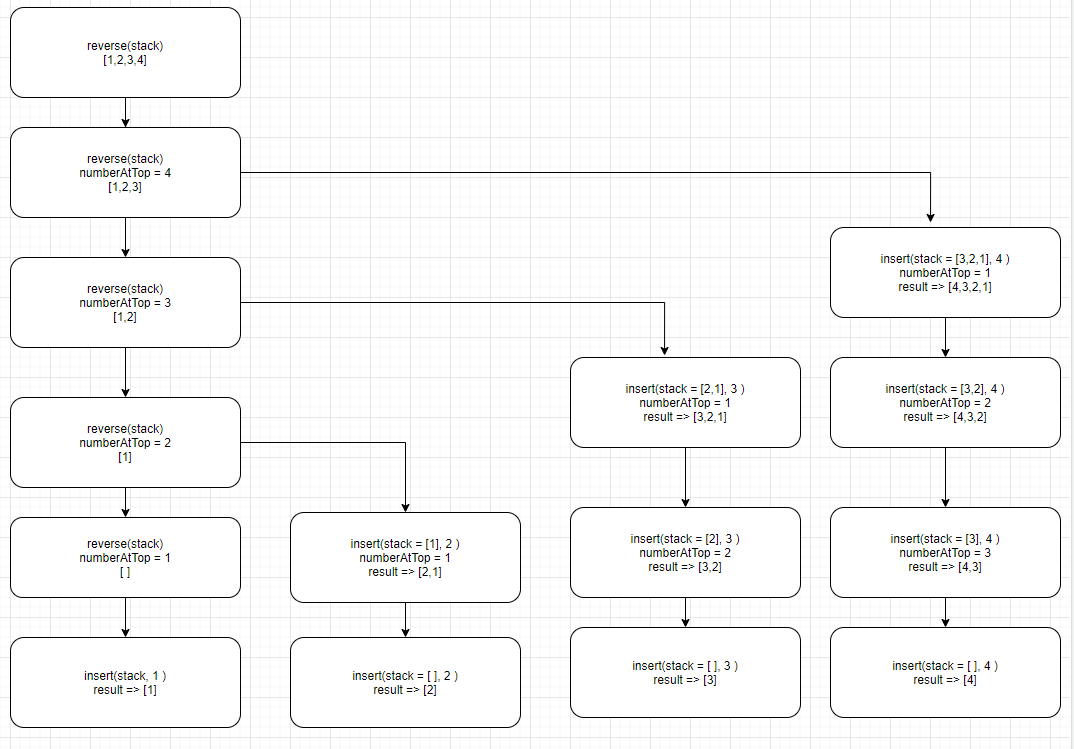 reverse(stack)
[1,2,3,4]
reverse(stack)
numberAtTop = 4
[1,2,3]
reverse(stack)
numberAtTop = 3
[1,2]
reverse(stack)
numberAtTop = 2
[1]
reverse(stack)
numberAtTop = 1
[ ]
insert(stack, 1 )
result => [1]
insert(stack = [1], 2 )
numberAtTop = 1
result => [2,1]
insert(stack = [ ], 2 )
result => [2]
insert(stack = [2,1], 3 )
numberAtTop = 1
result => [3,2,1]
insert(stack = [2], 3 )
numberAtTop = 2
result => [3,2]
insert(stack = [ ], 3 )
result => [3]
insert(stack = [3,2,1], 4 )
numberAtTop = 1
result => [4,3,2,1]
insert(stack = [3,2], 4 )
numberAtTop = 2
result => [4,3,2]
insert(stack = [3], 4 )
numberAtTop = 3
result => [4,3]
insert(stack = [ ], 4 )
result => [4]